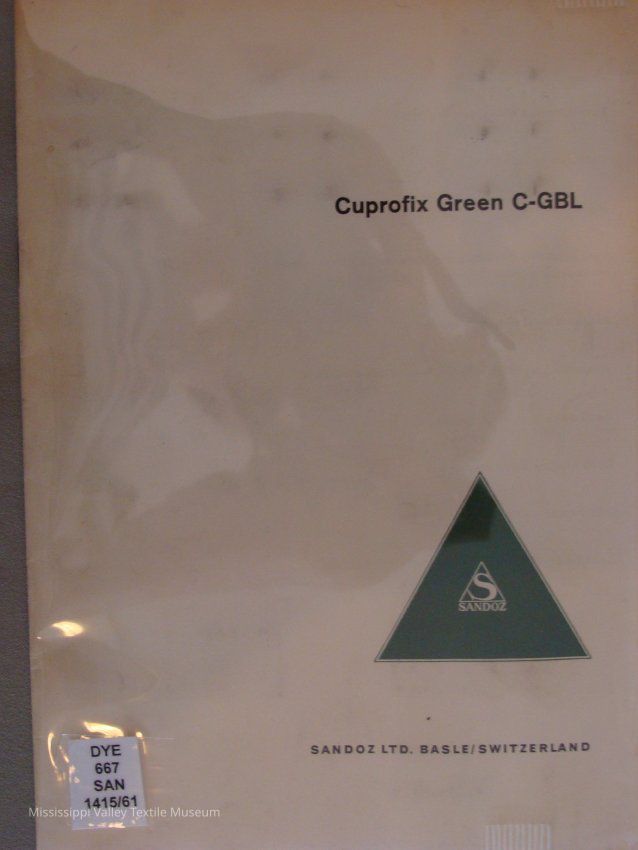 Cuprofix Green C-GBL
S
SANDOZ
SANDOZ LTD. BASLE/SWITZERLAND
DYE
667
SAN
1415/61
Mississippi Valley Textile Museum